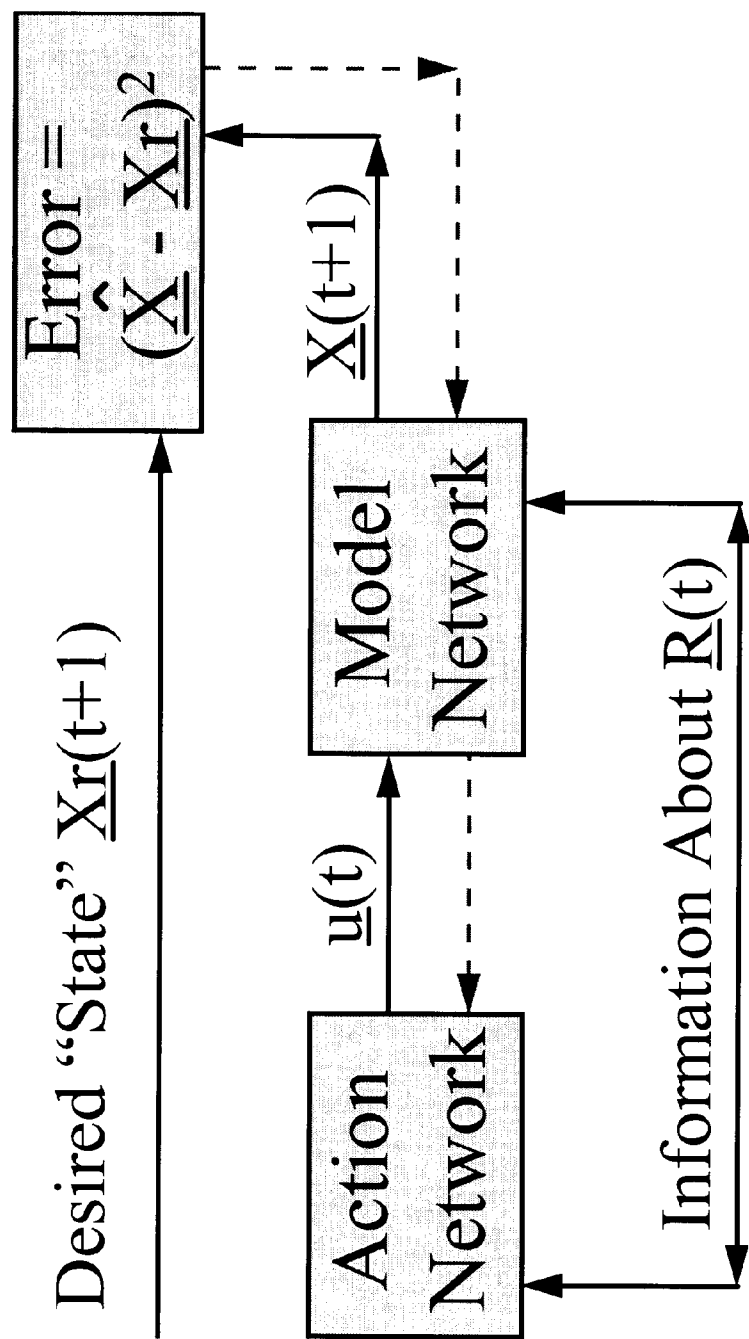 Desired “State” Xr(t+1)
Error =
(X̂ - Xr)²
Action
Network
u(t)
Model
Network
X(t+1)
Information About R(t)